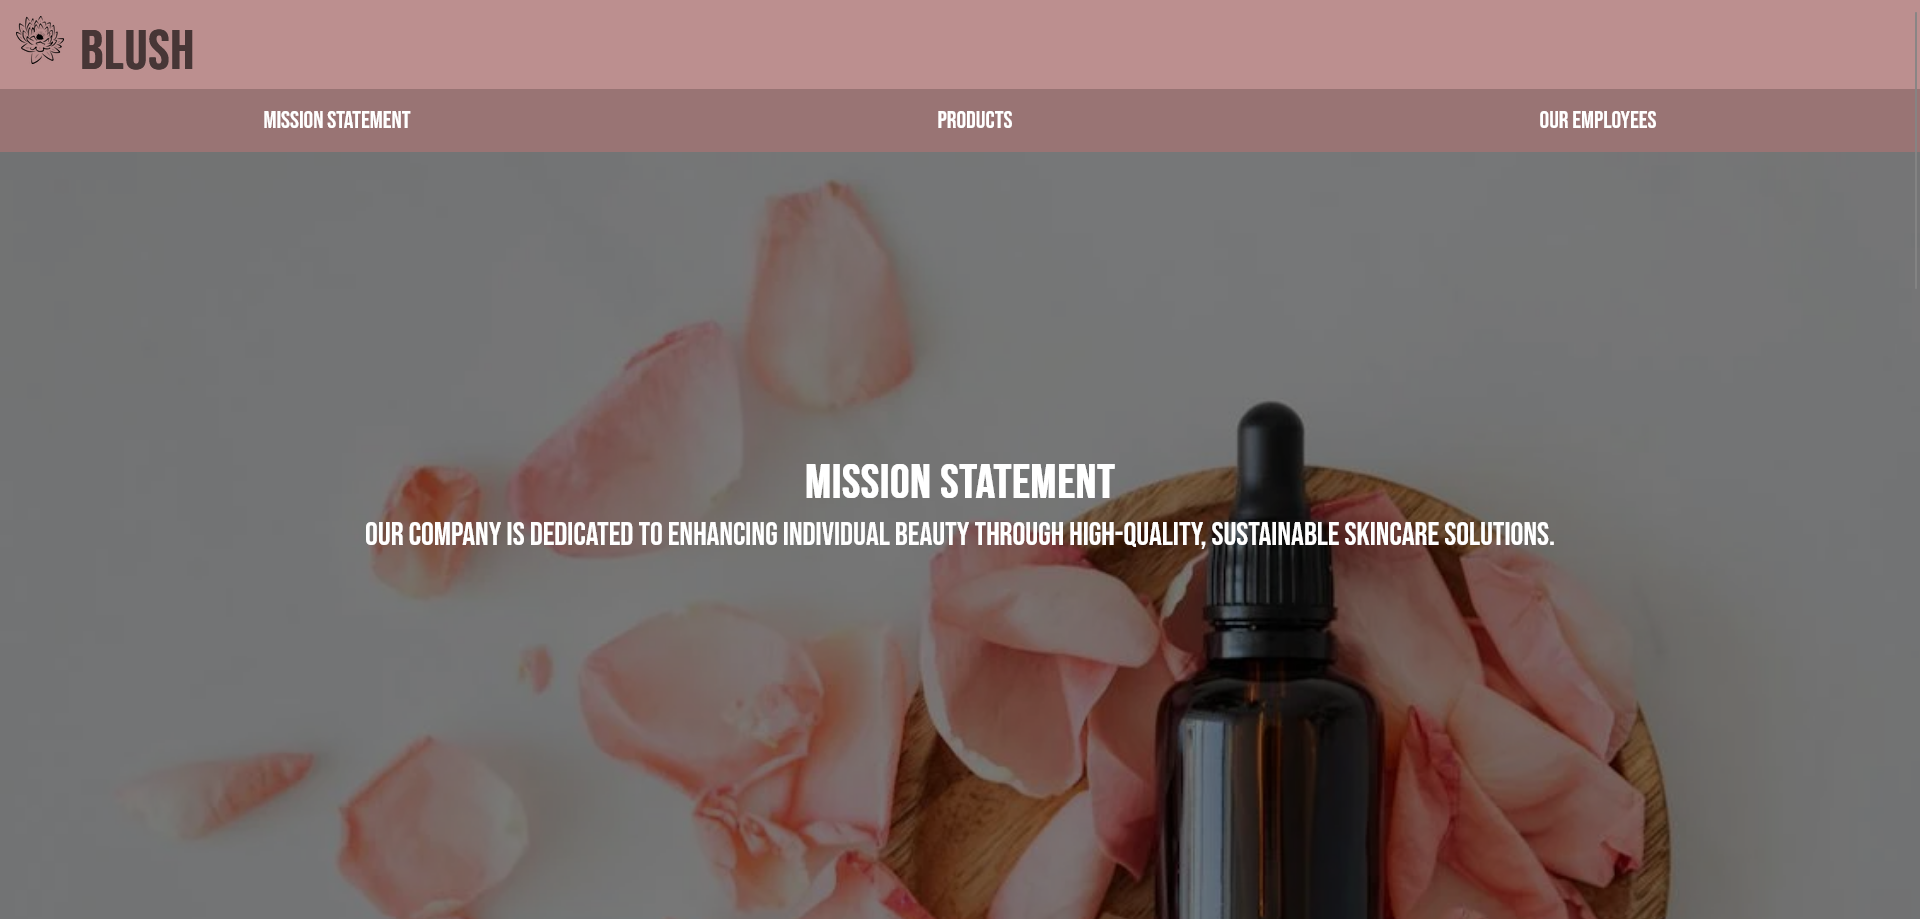 BLUSH
MISSION STATEMENT
PRODUCTS
OUR EMPLOYEES
MISSION STATEMENT
OUR COMPANY IS DEDICATED TO ENHANCING INDIVIDUAL BEAUTY THROUGH HIGH-QUALITY, SUSTAINABLE SKINCARE SOLUTIONS.